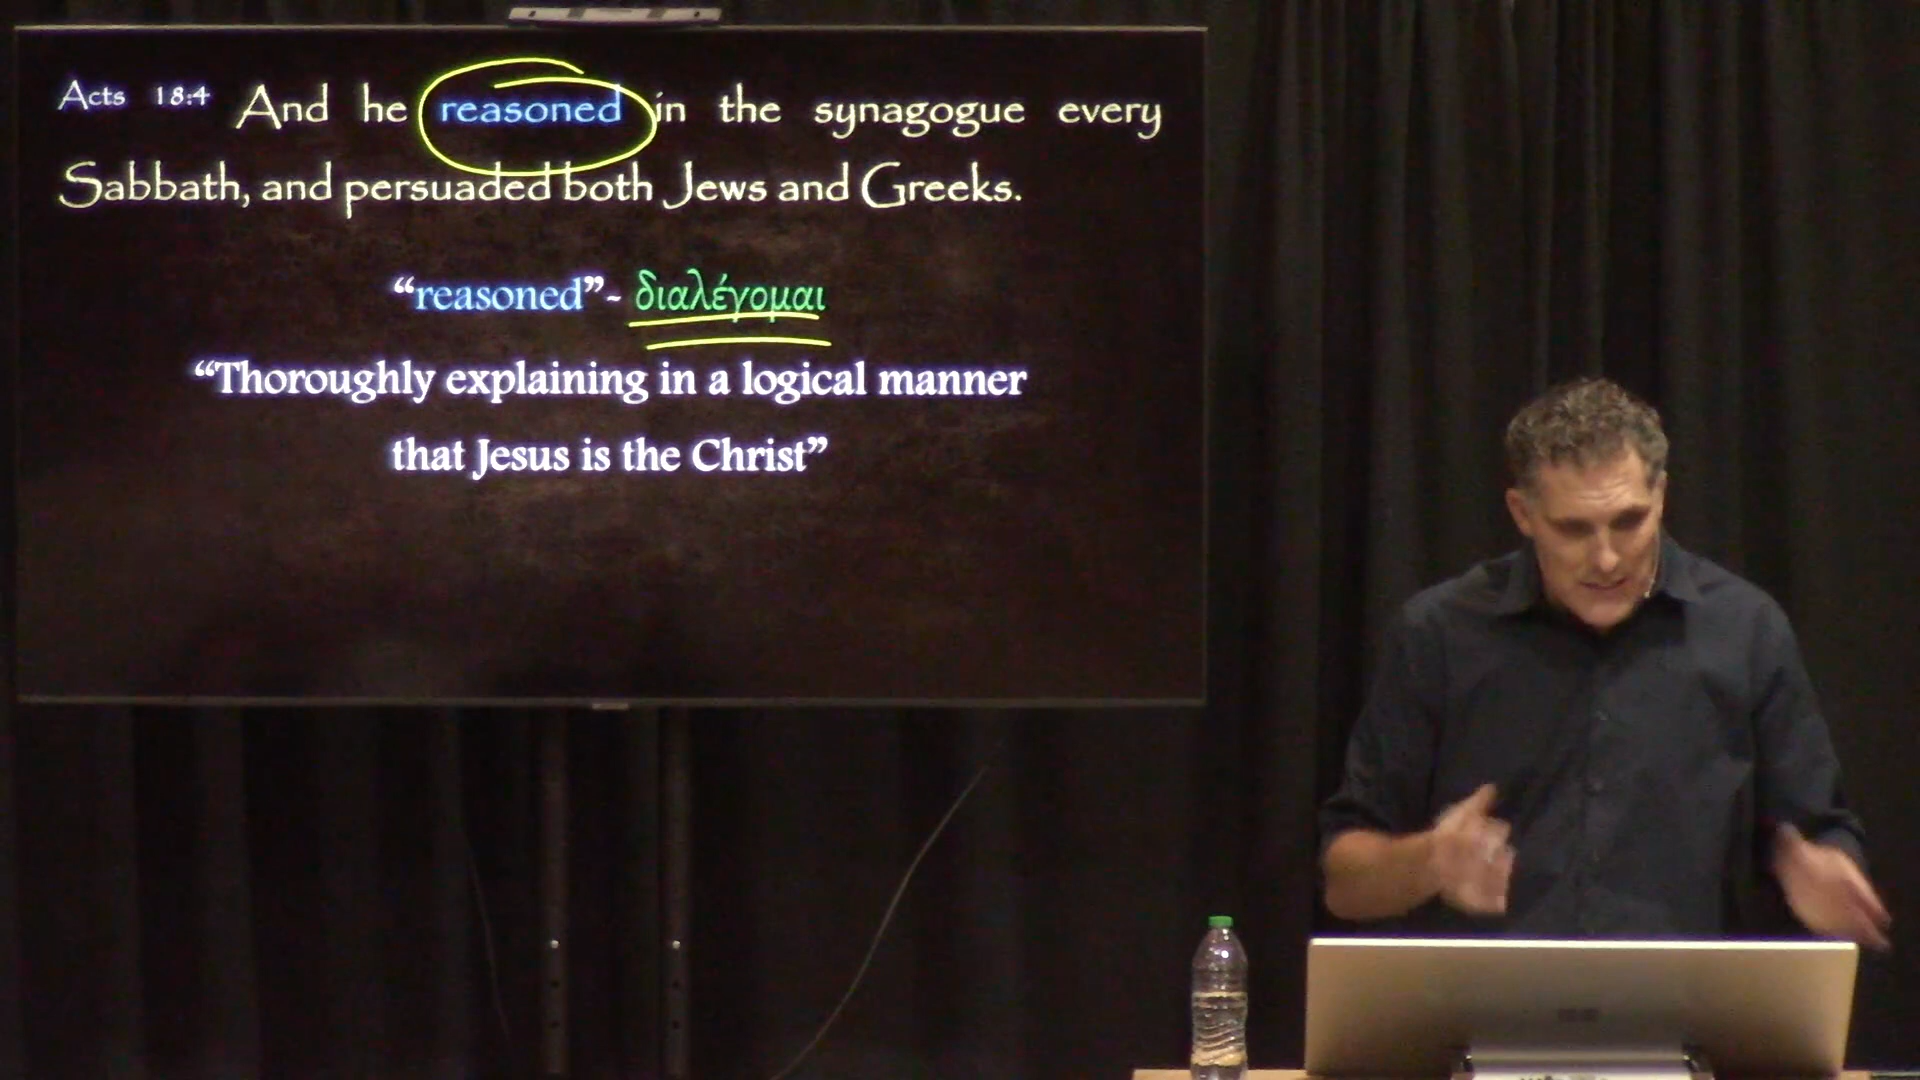 Acts 18:4 And he reasoned in the synagogue every
Sabbath, and persuaded both Jews and Greeks.
“reasoned”- διαλέγομαι
“Thoroughly explaining in a logical manner
that Jesus is the Christ”